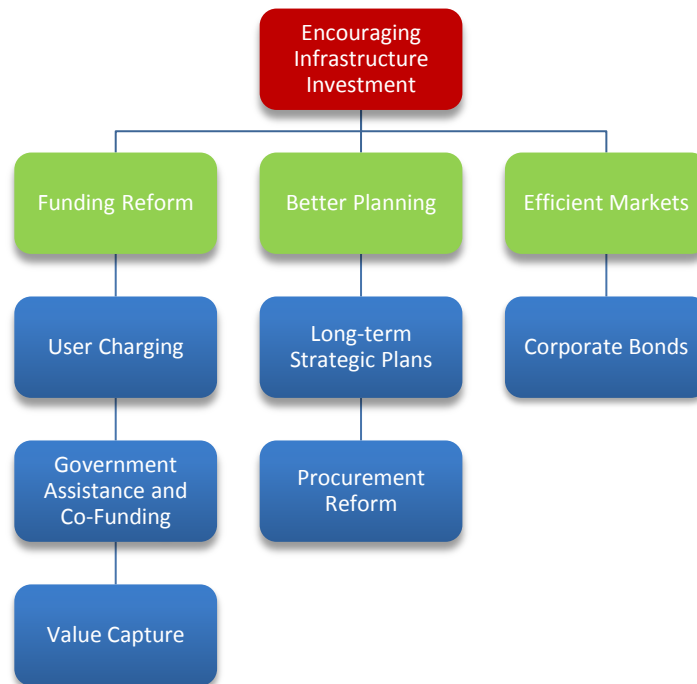 Encouraging
Infrastructure
Investment
Funding Reform
Better Planning
Efficient Markets
User Charging
Long-term
Strategic Plans
Corporate Bonds
Government
Assistance and
Co-Funding
Procurement
Reform
Value Capture